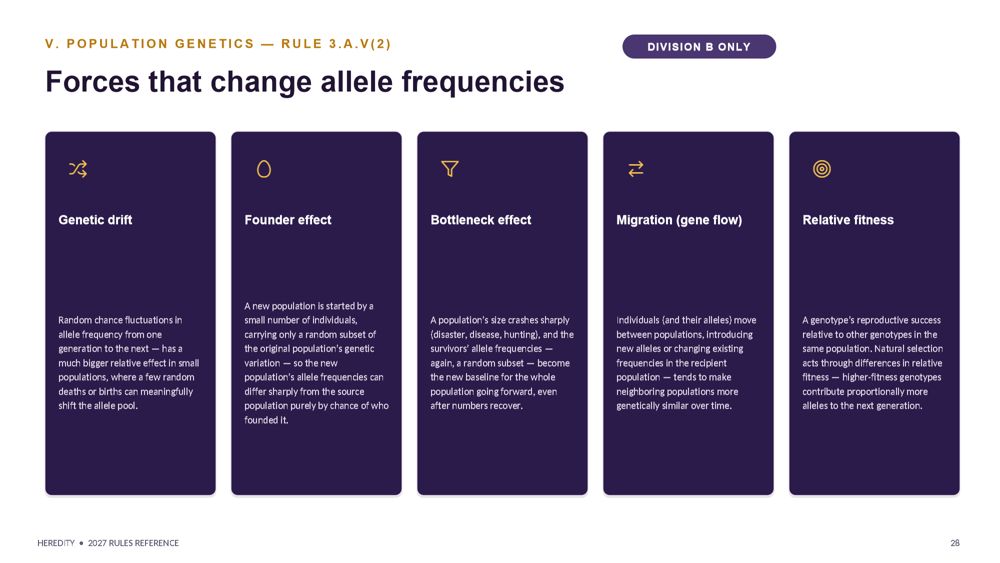 V. POPULATION GENETICS — RULE 3.A.V(2)
DIVISION B ONLY
Forces that change allele frequencies
Genetic drift
Random chance fluctuations in
allele frequency from one
generation to the next — has a
much bigger relative effect in small
populations, where a few random
deaths or births can meaningfully
shift the allele pool.
Founder effect
A new population is started by a
small number of individuals,
carrying only a random subset of
the original population's genetic
variation — so the new
population's allele frequencies can
differ sharply from the source
population purely by chance of who
founded it.
Bottleneck effect
A population's size crashes sharply
(disaster, disease, hunting), and the
survivors' allele frequencies —
again, a random subset — become
the new baseline for the whole
population going forward, even
after numbers recover.
Migration (gene flow)
Individuals (and their alleles) move
between populations, introducing
new alleles or changing existing
frequencies in the recipient
population — tends to make
neighboring populations more
genetically similar over time.
Relative fitness
A genotype's reproductive success
relative to other genotypes in the
same population. Natural selection
acts through differences in relative
fitness — higher-fitness genotypes
contribute proportionally more
alleles to the next generation.
HEREDITY • 2027 RULES REFERENCE
28